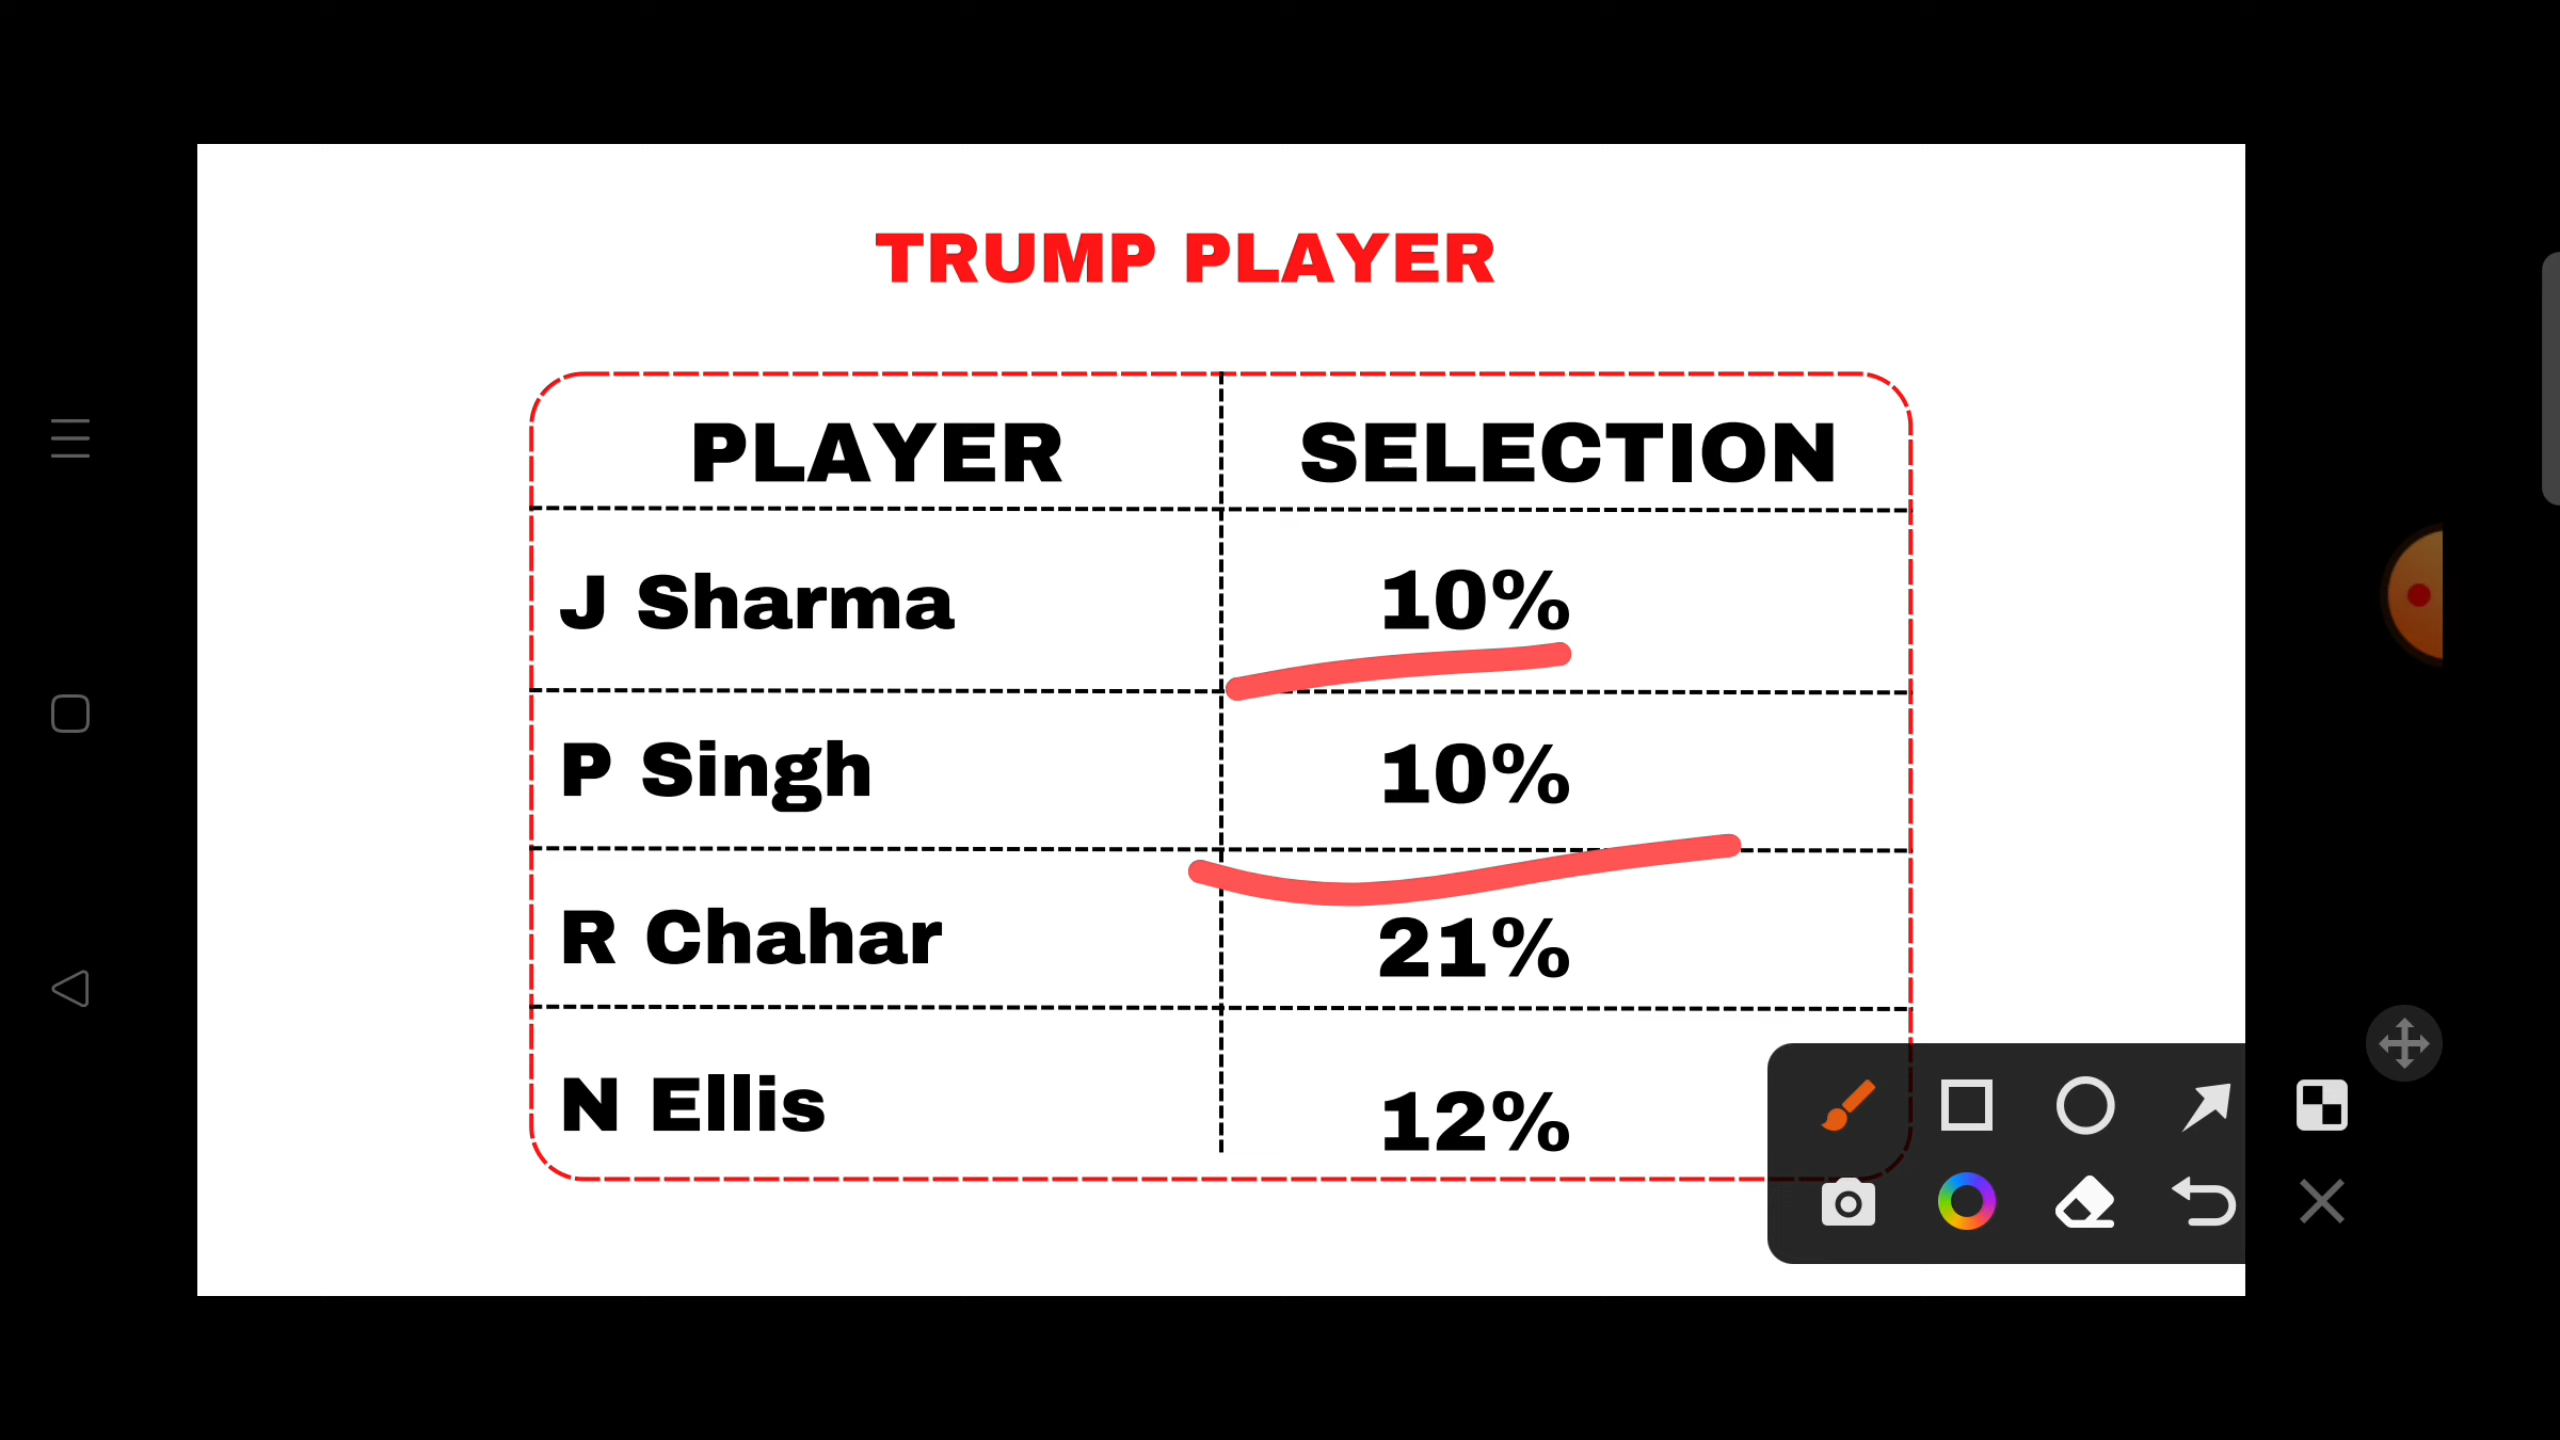 TRUMP PLAYER
PLAYER SELECTION
J Sharma 10%
P Singh 10%
R Chahar 21%
N Ellis 12%